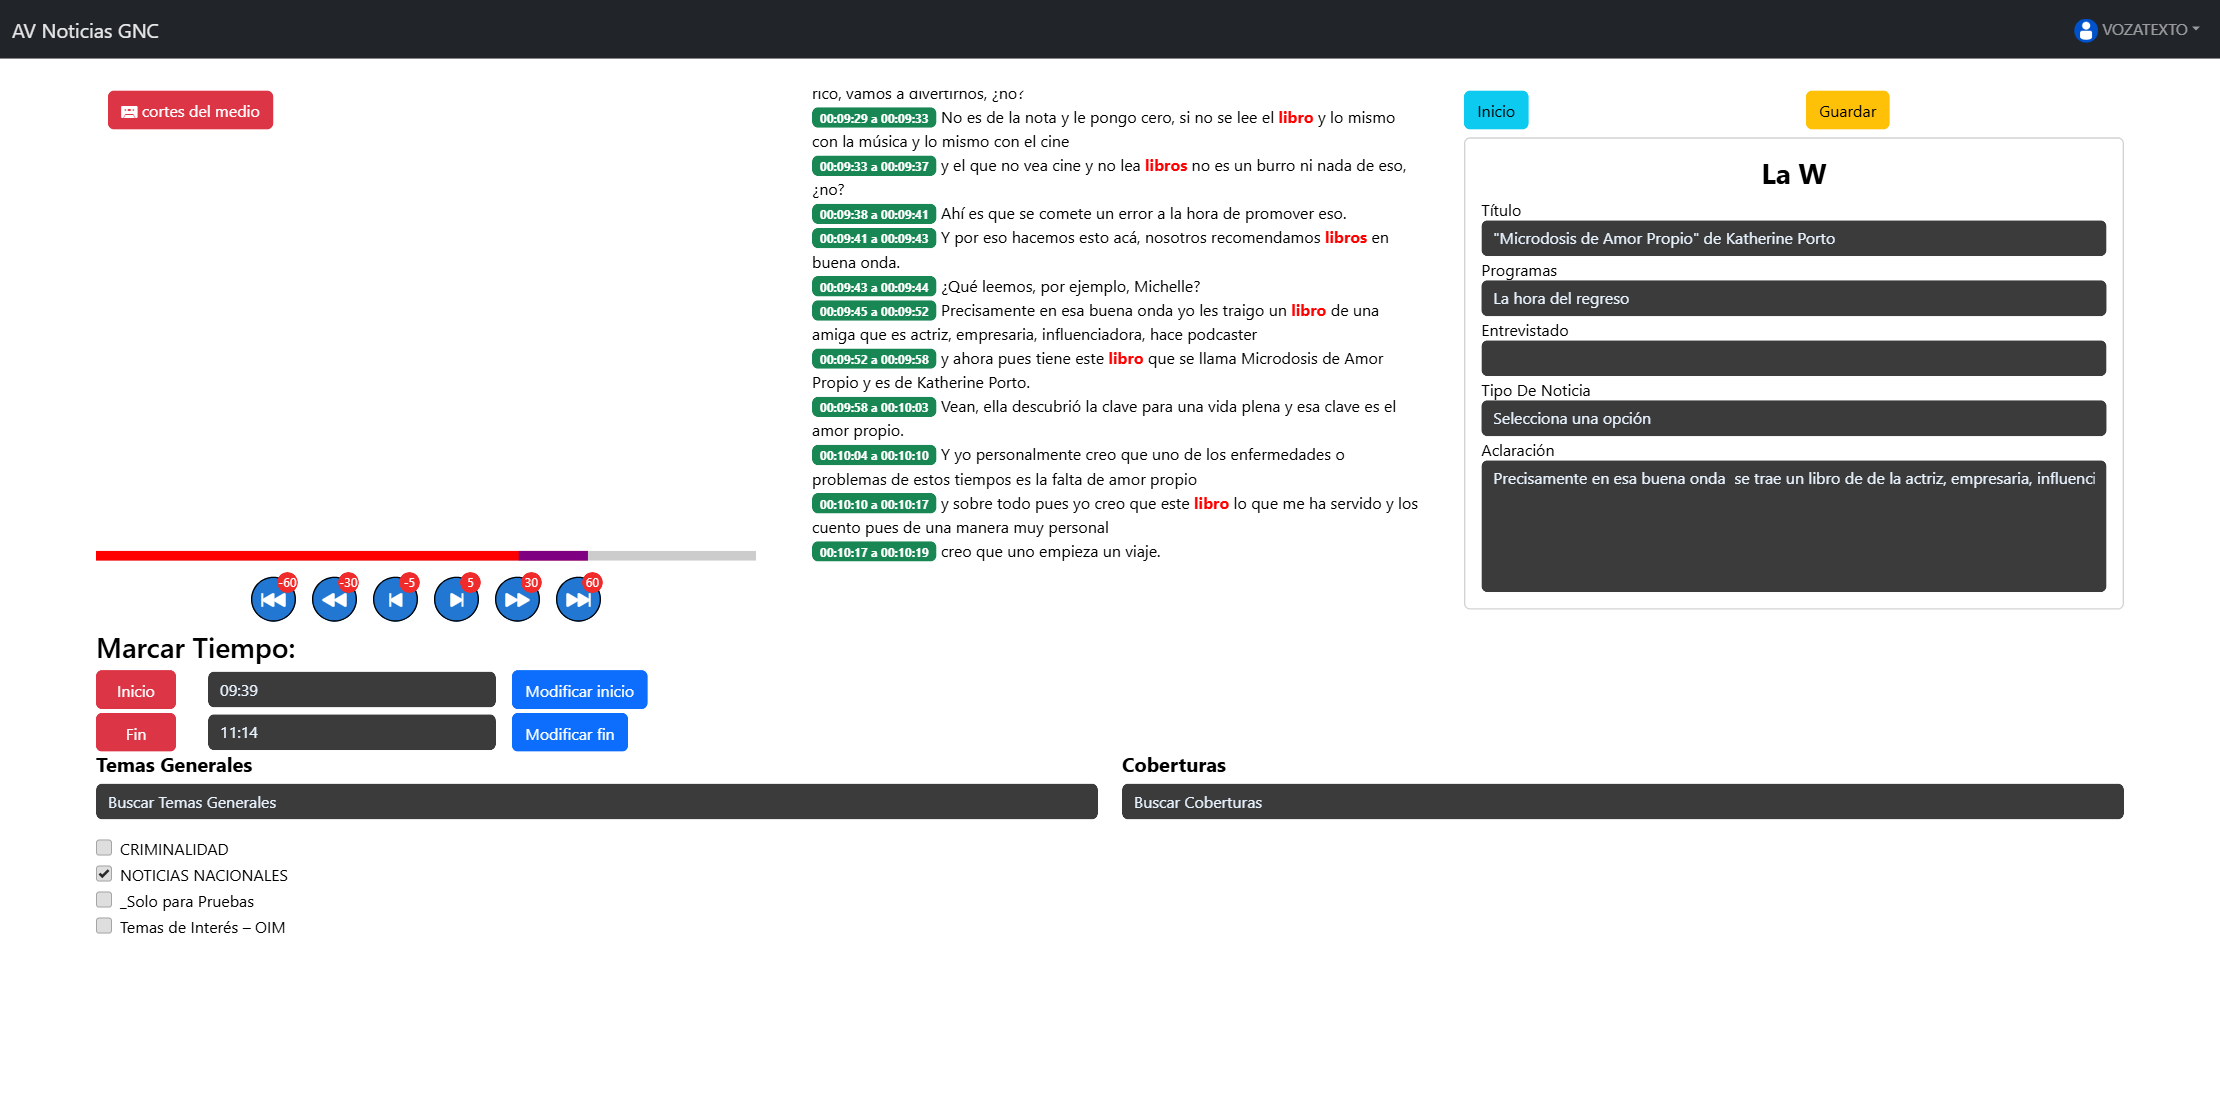 AV Noticias GNC
VOZATEXTO
cortes del medio
rico, vamos a divertirnos, ¿no?
00:09:29 a 00:09:33 No es de la nota y le pongo cero, si no se lee el libro y lo mismo
con la música y lo mismo con el cine
00:09:33 a 00:09:37 y el que no vea cine y no lea libros no es un burro ni nada de eso,
¿no?
00:09:38 a 00:09:41 Ahí es que se comete un error a la hora de promover eso.
00:09:41 a 00:09:43 Y por eso hacemos esto acá, nosotros recomendamos libros en
buena onda.
00:09:43 a 00:09:44 ¿Qué leemos, por ejemplo, Michelle?
00:09:45 a 00:09:52 Precisamente en esa buena onda yo les traigo un libro de una
amiga que es actriz, empresaria, influenciadora, hace podcaster
00:09:52 a 00:09:58 y ahora pues tiene este libro que se llama Microdosis de Amor
Propio y es de Katherine Porto.
00:09:58 a 00:10:03 Vean, ella descubrió la clave para una vida plena y esa clave es el
amor propio.
00:10:04 a 00:10:10 Y yo personalmente creo que uno de los enfermedades o
problemas de estos tiempos es la falta de amor propio
00:10:10 a 00:10:17 y sobre todo pues yo creo que este libro lo que me ha servido y los
cuento pues de una manera muy personal
00:10:17 a 00:10:19 creo que uno empieza un viaje.
Inicio
Guardar
La W
Título
"Microdosis de Amor Propio" de Katherine Porto
Programas
La hora del regreso
Entrevistado
Tipo De Noticia
Selecciona una opción
Aclaración
Precisamente en esa buena onda  se trae un libro de de la actriz, empresaria, influenci
-60
-30
-5
5
30
60
Marcar Tiempo:
Inicio
09:39
Modificar inicio
Fin
11:14
Modificar fin
Temas Generales
Buscar Temas Generales
CRIMINALIDAD
NOTICIAS NACIONALES
_Solo para Pruebas
Temas de Interés – OIM
Coberturas
Buscar Coberturas